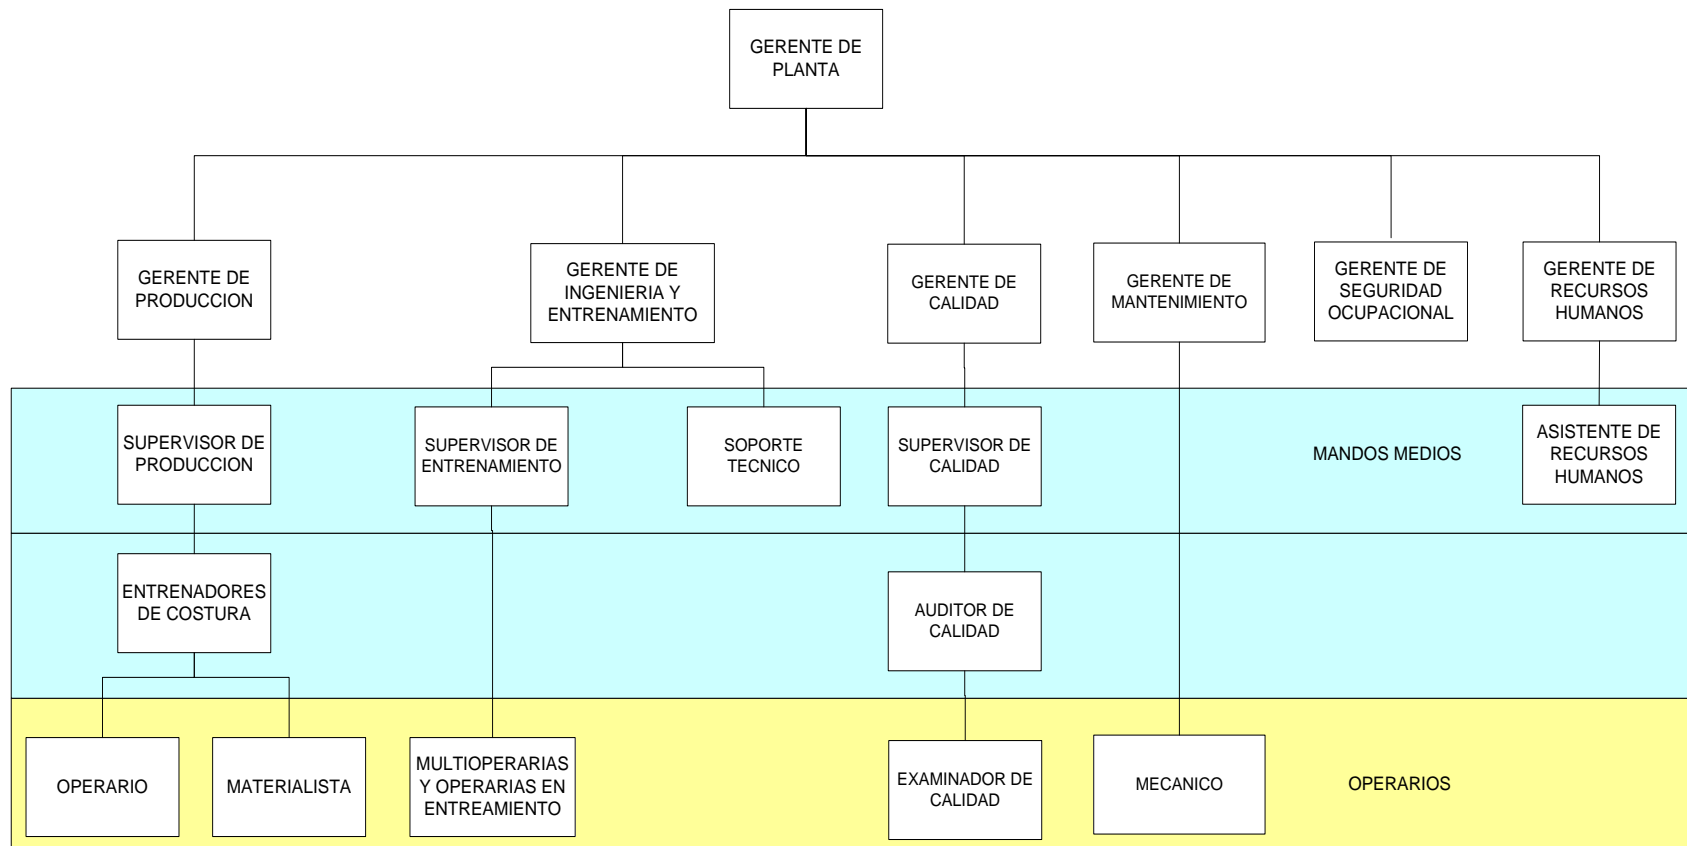 GERENTE DE
PLANTA
GERENTE DE
PRODUCCION
GERENTE DE
INGENIERIA Y
ENTRENAMIENTO
GERENTE DE
CALIDAD
GERENTE DE
MANTENIMIENTO
GERENTE DE
SEGURIDAD
OCUPACIONAL
GERENTE DE
RECURSOS
HUMANOS
SUPERVISOR DE
PRODUCCION
SUPERVISOR DE
ENTRENAMIENTO
SOPORTE
TECNICO
SUPERVISOR DE
CALIDAD
MANDOS MEDIOS
ASISTENTE DE
RECURSOS
HUMANOS
ENTRENADORES
DE COSTURA
AUDITOR DE
CALIDAD
OPERARIO
MATERIALISTA
MULTIOPERARIAS
Y OPERARIAS EN
ENTREAMIENTO
EXAMINADOR DE
CALIDAD
MECANICO
OPERARIOS